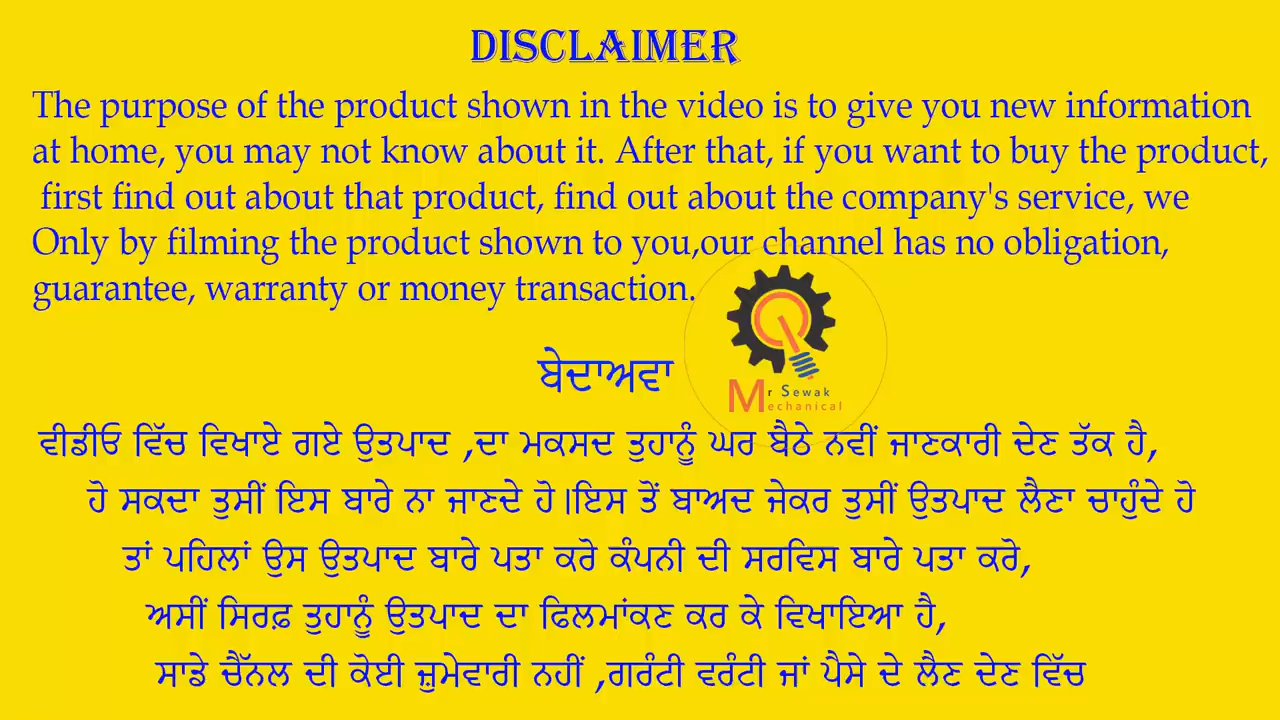 DISCLAIMER
The purpose of the product shown in the video is to give you new information
at home, you may not know about it. After that, if you want to buy the product,
first find out about that product, find out about the company's service, we
Only by filming the product shown to you,our channel has no obligation,
guarantee, warranty or money transaction.
ਬੇਦਾਅਵਾ
Mr Sewak
Mechanical
ਵੀਡੀਓ ਵਿੱਚ ਵਿਖਾਏ ਗਏ ਉਤਪਾਦ ,ਦਾ ਮਕਸਦ ਤੁਹਾਨੂੰ ਘਰ ਬੈਠੇ ਨਵੀਂ ਜਾਣਕਾਰੀ ਦੇਣ ਤੱਕ ਹੈ,
ਹੋ ਸਕਦਾ ਤੁਸੀਂ ਇਸ ਬਾਰੇ ਨਾ ਜਾਣਦੇ ਹੋ।ਇਸ ਤੋਂ ਬਾਅਦ ਜੇਕਰ ਤੁਸੀਂ ਉਤਪਾਦ ਲੈਣਾ ਚਾਹੁੰਦੇ ਹੋ
ਤਾਂ ਪਹਿਲਾਂ ਉਸ ਉਤਪਾਦ ਬਾਰੇ ਪਤਾ ਕਰੋ ਕੰਪਨੀ ਦੀ ਸਰਵਿਸ ਬਾਰੇ ਪਤਾ ਕਰੋ,
ਅਸੀਂ ਸਿਰਫ਼ ਤੁਹਾਨੂੰ ਉਤਪਾਦ ਦਾ ਫਿਲਮਾਂਕਣ ਕਰ ਕੇ ਵਿਖਾਇਆ ਹੈ,
ਸਾਡੇ ਚੈੱਨਲ ਦੀ ਕੋਈ ਜ਼ੁਮੇਵਾਰੀ ਨਹੀਂ ,ਗਰੰਟੀ ਵਰੰਟੀ ਜਾਂ ਪੈਸੇ ਦੇ ਲੈਣ ਦੇਣ ਵਿੱਚ